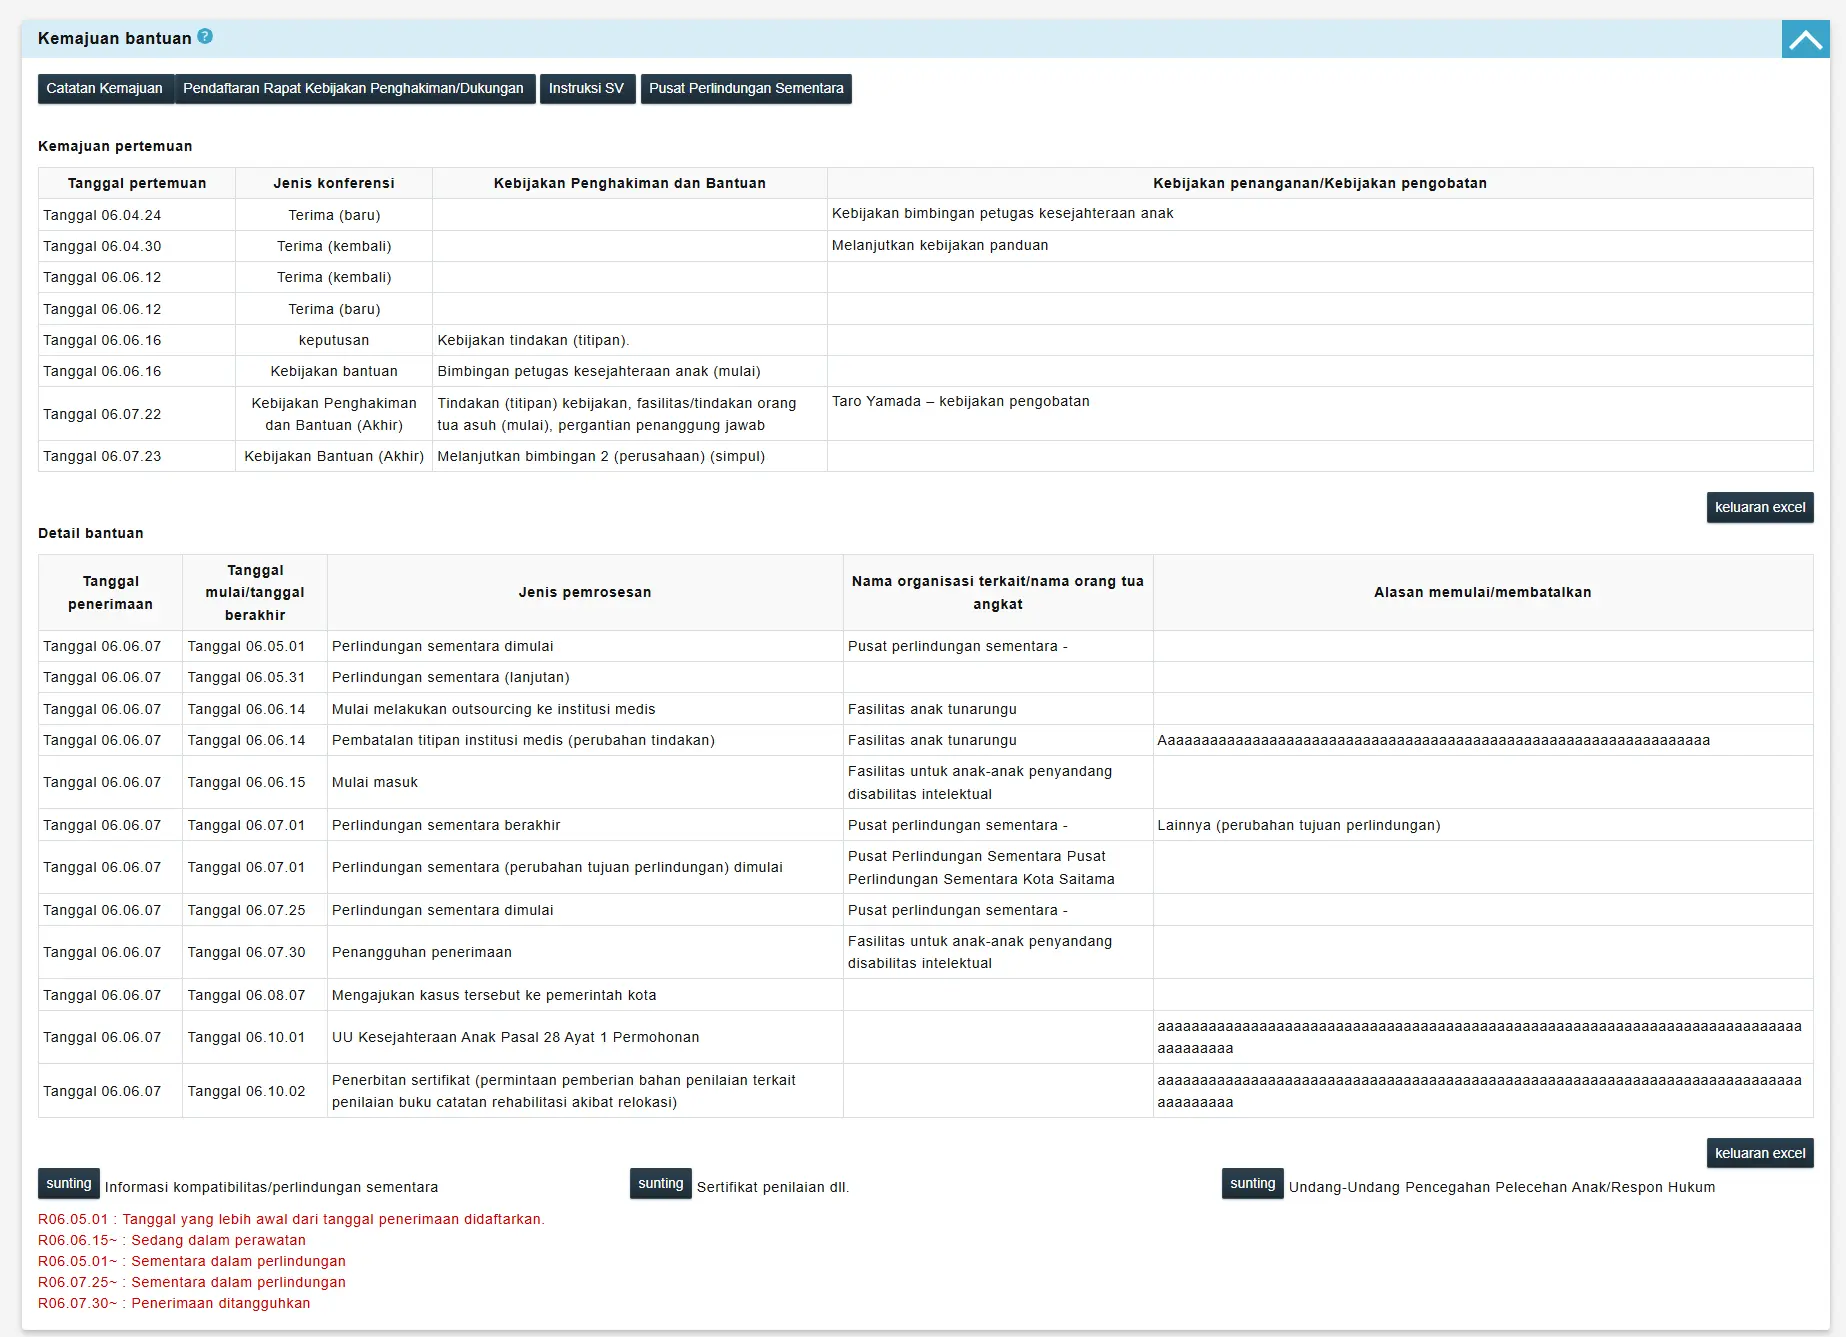 Kemajuan bantuan ?
Catatan Kemajuan Pendaftaran Rapat Kebijakan Penghakiman/Dukungan Instruksi SV Pusat Perlindungan Sementara
Kemajuan pertemuan
Tanggal pertemuan Jenis konferensi Kebijakan Penghakiman dan Bantuan Kebijakan penanganan/Kebijakan pengobatan
Tanggal 06.04.24 Terima (baru) Kebijakan bimbingan petugas kesejahteraan anak
Tanggal 06.04.30 Terima (kembali) Melanjutkan kebijakan panduan
Tanggal 06.06.12 Terima (kembali)
Tanggal 06.06.12 Terima (baru)
Tanggal 06.06.16 keputusan Kebijakan tindakan (titipan).
Tanggal 06.06.16 Kebijakan bantuan Bimbingan petugas kesejahteraan anak (mulai)
Tanggal 06.07.22 Kebijakan Penghakiman
dan Bantuan (Akhir) Tindakan (titipan) kebijakan, fasilitas/tindakan orang
tua asuh (mulai), pergantian penanggung jawab Taro Yamada – kebijakan pengobatan
Tanggal 06.07.23 Kebijakan Bantuan (Akhir) Melanjutkan bimbingan 2 (perusahaan) (simpul)
keluaran excel
Detail bantuan
Tanggal
penerimaan Tanggal
mulai/tanggal
berakhir Jenis pemrosesan Nama organisasi terkait/nama orang tua
angkat Alasan memulai/membatalkan
Tanggal 06.06.07 Tanggal 06.05.01 Perlindungan sementara dimulai Pusat perlindungan sementara -
Tanggal 06.06.07 Tanggal 06.05.31 Perlindungan sementara (lanjutan)
Tanggal 06.06.07 Tanggal 06.06.14 Mulai melakukan outsourcing ke institusi medis Fasilitas anak tunarungu
Tanggal 06.06.07 Tanggal 06.06.14 Pembatalan titipan institusi medis (perubahan tindakan) Fasilitas anak tunarungu
Tanggal 06.06.07 Tanggal 06.06.15 Mulai masuk Fasilitas untuk anak-anak penyandang
disabilitas intelektual
Tanggal 06.06.07 Tanggal 06.07.01 Perlindungan sementara berakhir Pusat perlindungan sementara - Lainnya (perubahan tujuan perlindungan)
Tanggal 06.06.07 Tanggal 06.07.01 Perlindungan sementara (perubahan tujuan perlindungan) dimulai Pusat Perlindungan Sementara Pusat
Perlindungan Sementara Kota Saitama
Tanggal 06.06.07 Tanggal 06.07.25 Perlindungan sementara dimulai Pusat perlindungan sementara -
Tanggal 06.06.07 Tanggal 06.07.30 Penangguhan penerimaan Fasilitas untuk anak-anak penyandang
disabilitas intelektual
Tanggal 06.06.07 Tanggal 06.08.07 Mengajukan kasus tersebut ke pemerintah kota
Tanggal 06.06.07 Tanggal 06.10.01 UU Kesejahteraan Anak Pasal 28 Ayat 1 Permohonan
Tanggal 06.06.07 Tanggal 06.10.02 Penerbitan sertifikat (permintaan pemberian bahan penilaian terkait
penilaian buku catatan rehabilitasi akibat relokasi)
keluaran excel
sunting Informasi kompatibilitas/perlindungan sementara sunting Sertifikat penilaian dll. sunting Undang-Undang Pencegahan Pelecehan Anak/Respon Hukum
R06.05.01 : Tanggal yang lebih awal dari tanggal penerimaan didaftarkan.
R06.06.15~ : Sedang dalam perawatan
R06.05.01~ : Sementara dalam perlindungan
R06.07.25~ : Sementara dalam perlindungan
R06.07.30~ : Penerimaan ditangguhkan